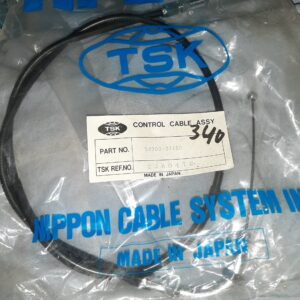 TSK
TSK
CONTROL CABLE ASSY
340
PART NO.
TSK REF.NO.
MADE IN JAPAN
NIPPON CABLE SYSTEM IN
MADE IN JAPAN